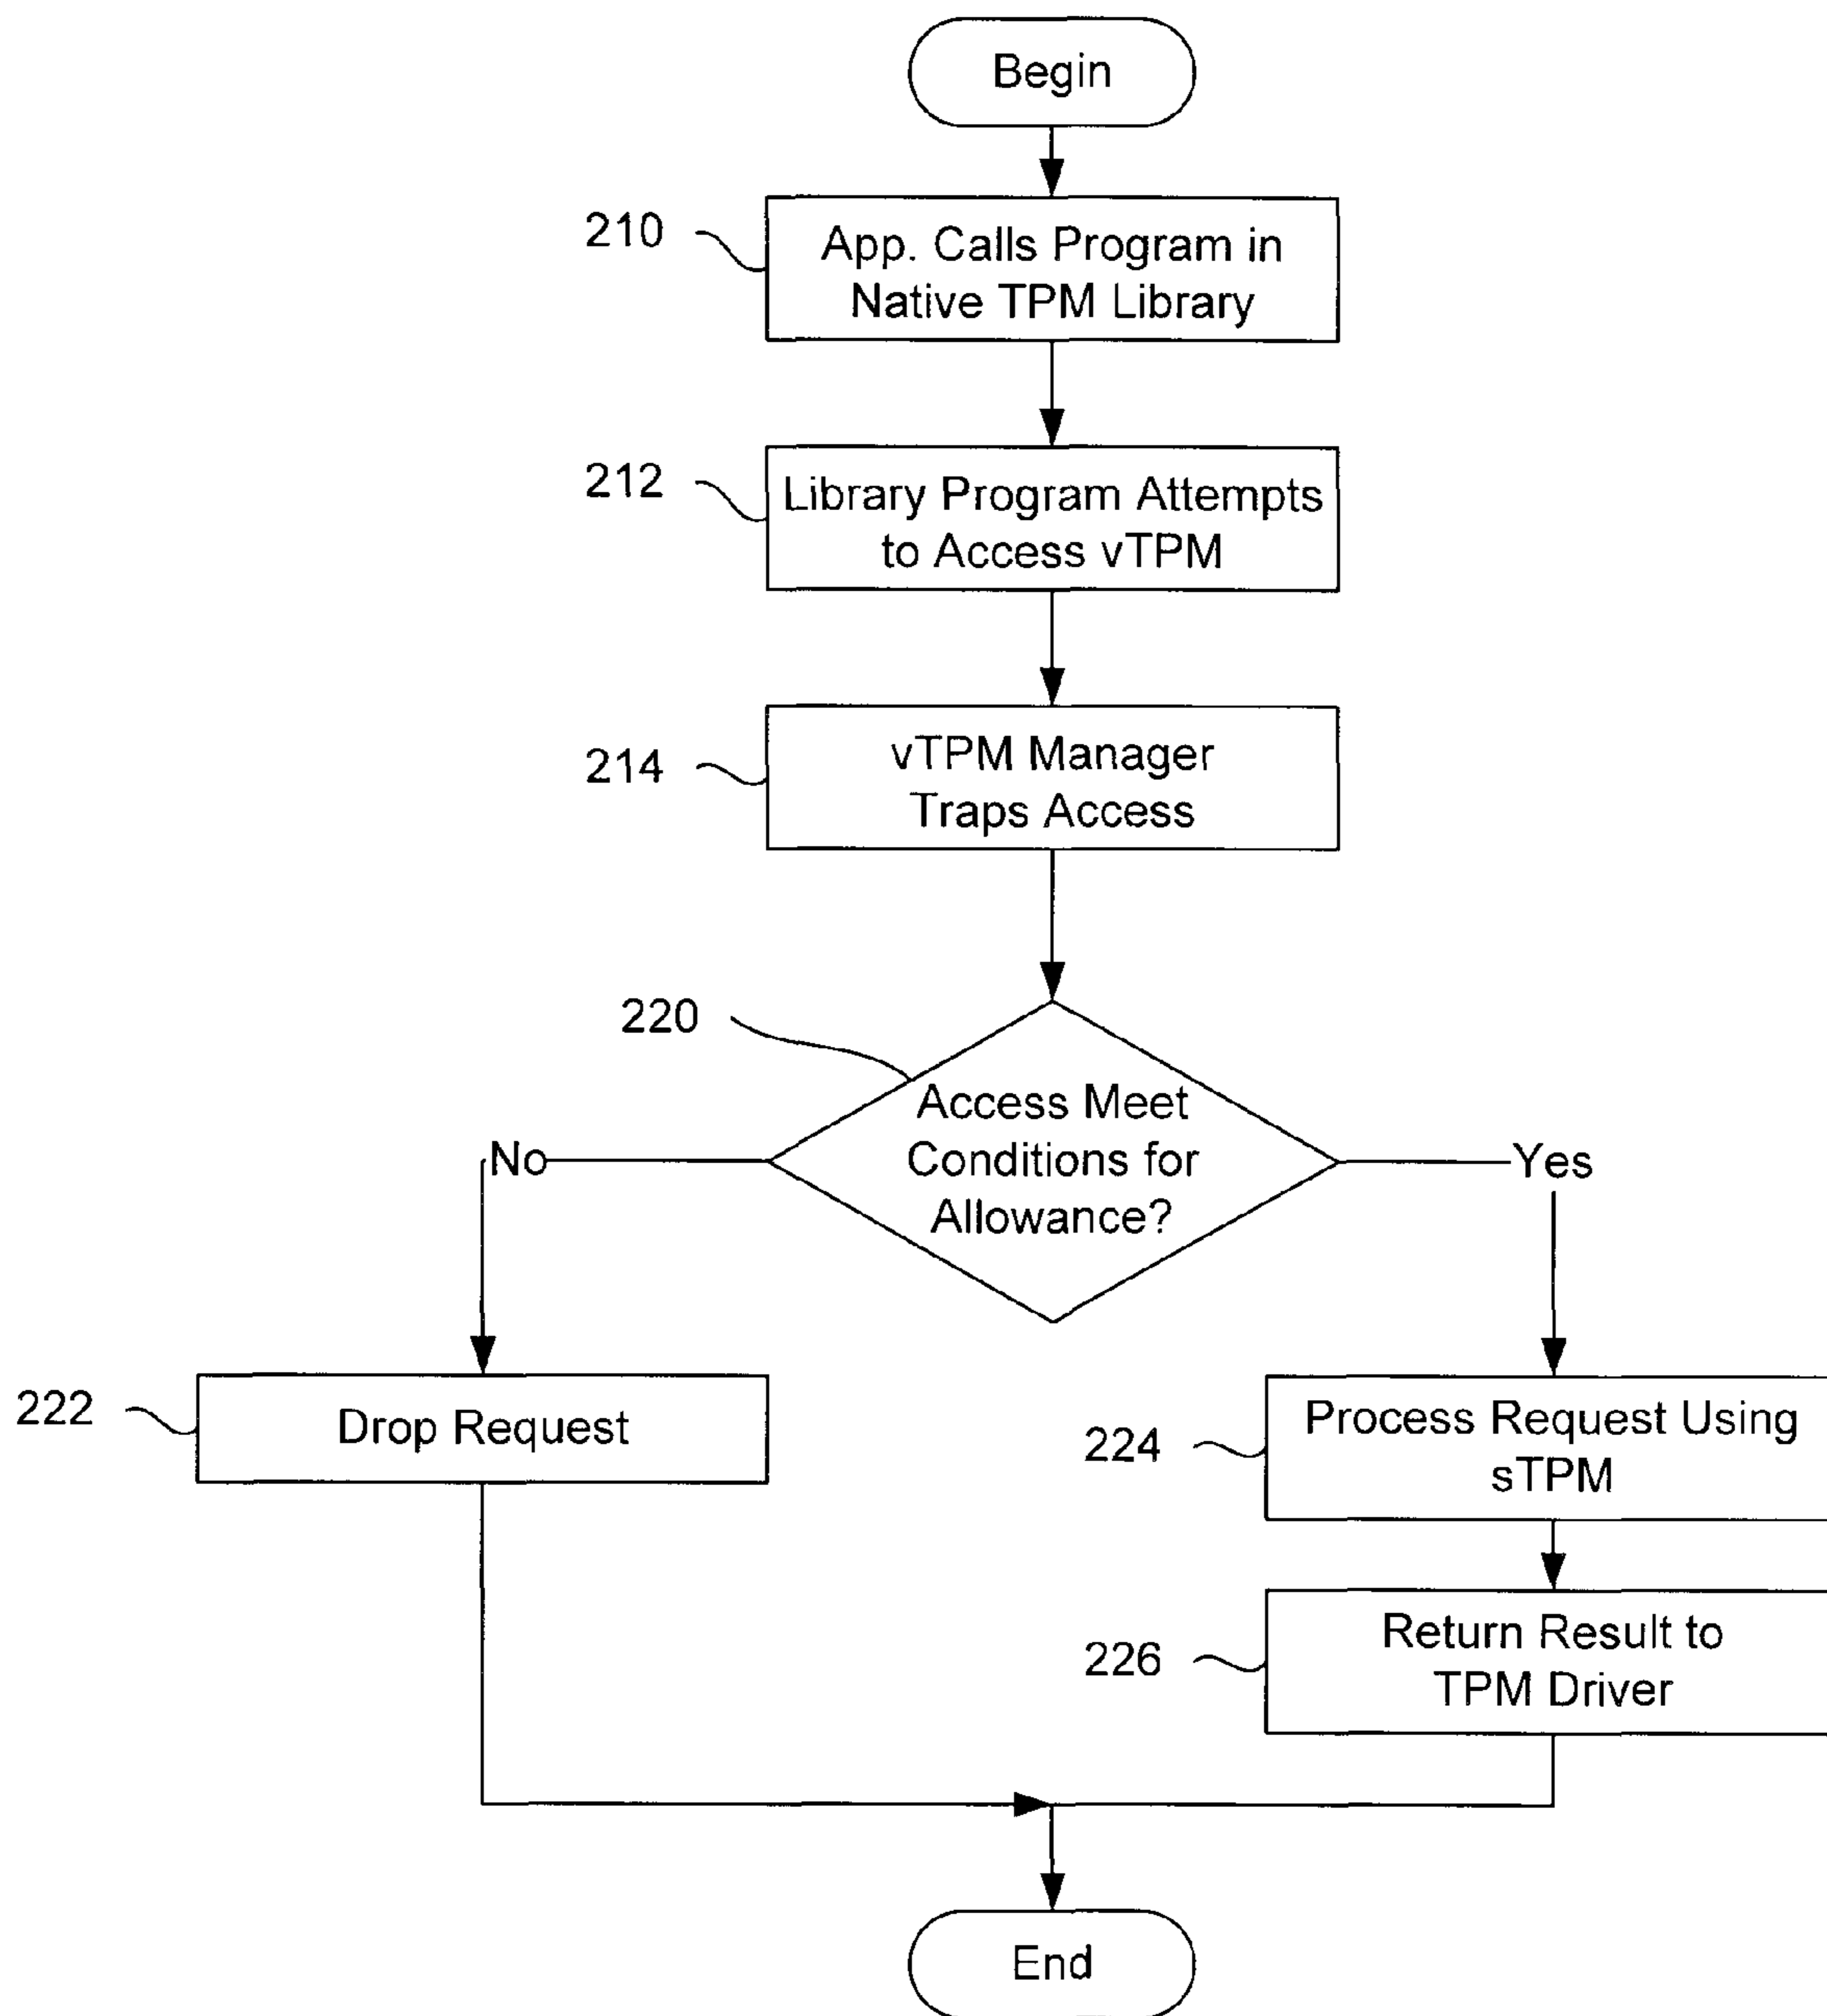 Begin
210
App. Calls Program in
Native TPM Library
212
Library Program Attempts
to Access vTPM
214
vTPM Manager
Traps Access
220
Access Meet
Conditions for
Allowance?
No
Yes
222
Drop Request
224
Process Request Using
sTPM
226
Return Result to
TPM Driver
End